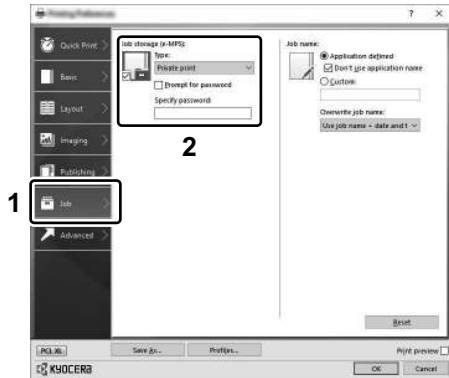 Printing Preferences
? ×
Quick Print
Basic
Layout
Imaging
Publishing
1
Job
Advanced
Job storage (e-MPS):
Type:
Private print
Prompt for password
Specify password:
2
Job name:
Application defined
Don't use application name
Custom:
Overwrite job name:
Use job name + date and t
Reset
PCL XL
Save As...
Profiles...
Print preview
KYOCERA
OK
Cancel